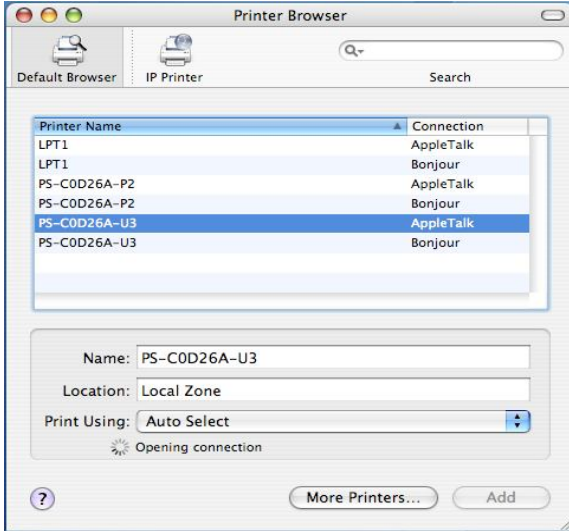 Printer Browser
Default Browser
IP Printer
Search
Printer Name Connection
LPT1 AppleTalk
LPT1 Bonjour
PS-C0D26A-P2 AppleTalk
PS-C0D26A-P2 Bonjour
PS-C0D26A-U3 AppleTalk
PS-C0D26A-U3 Bonjour
Name: PS-C0D26A-U3
Location: Local Zone
Print Using: Auto Select
Opening connection
? More Printers... Add